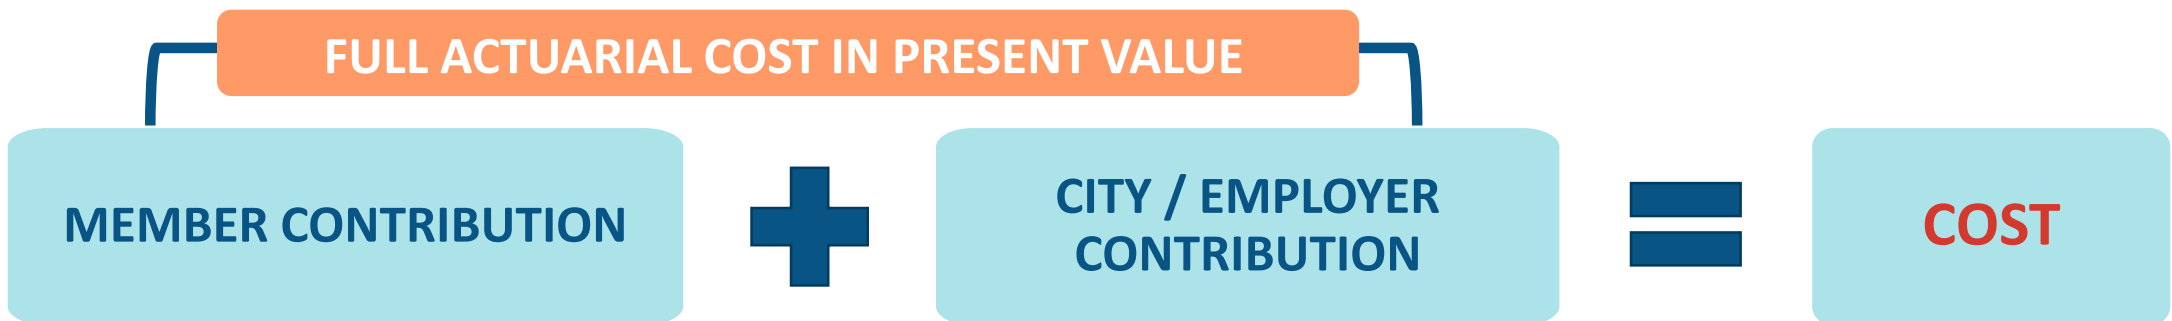 FULL ACTUARIAL COST IN PRESENT VALUE
MEMBER CONTRIBUTION
CITY / EMPLOYER
CONTRIBUTION
COST